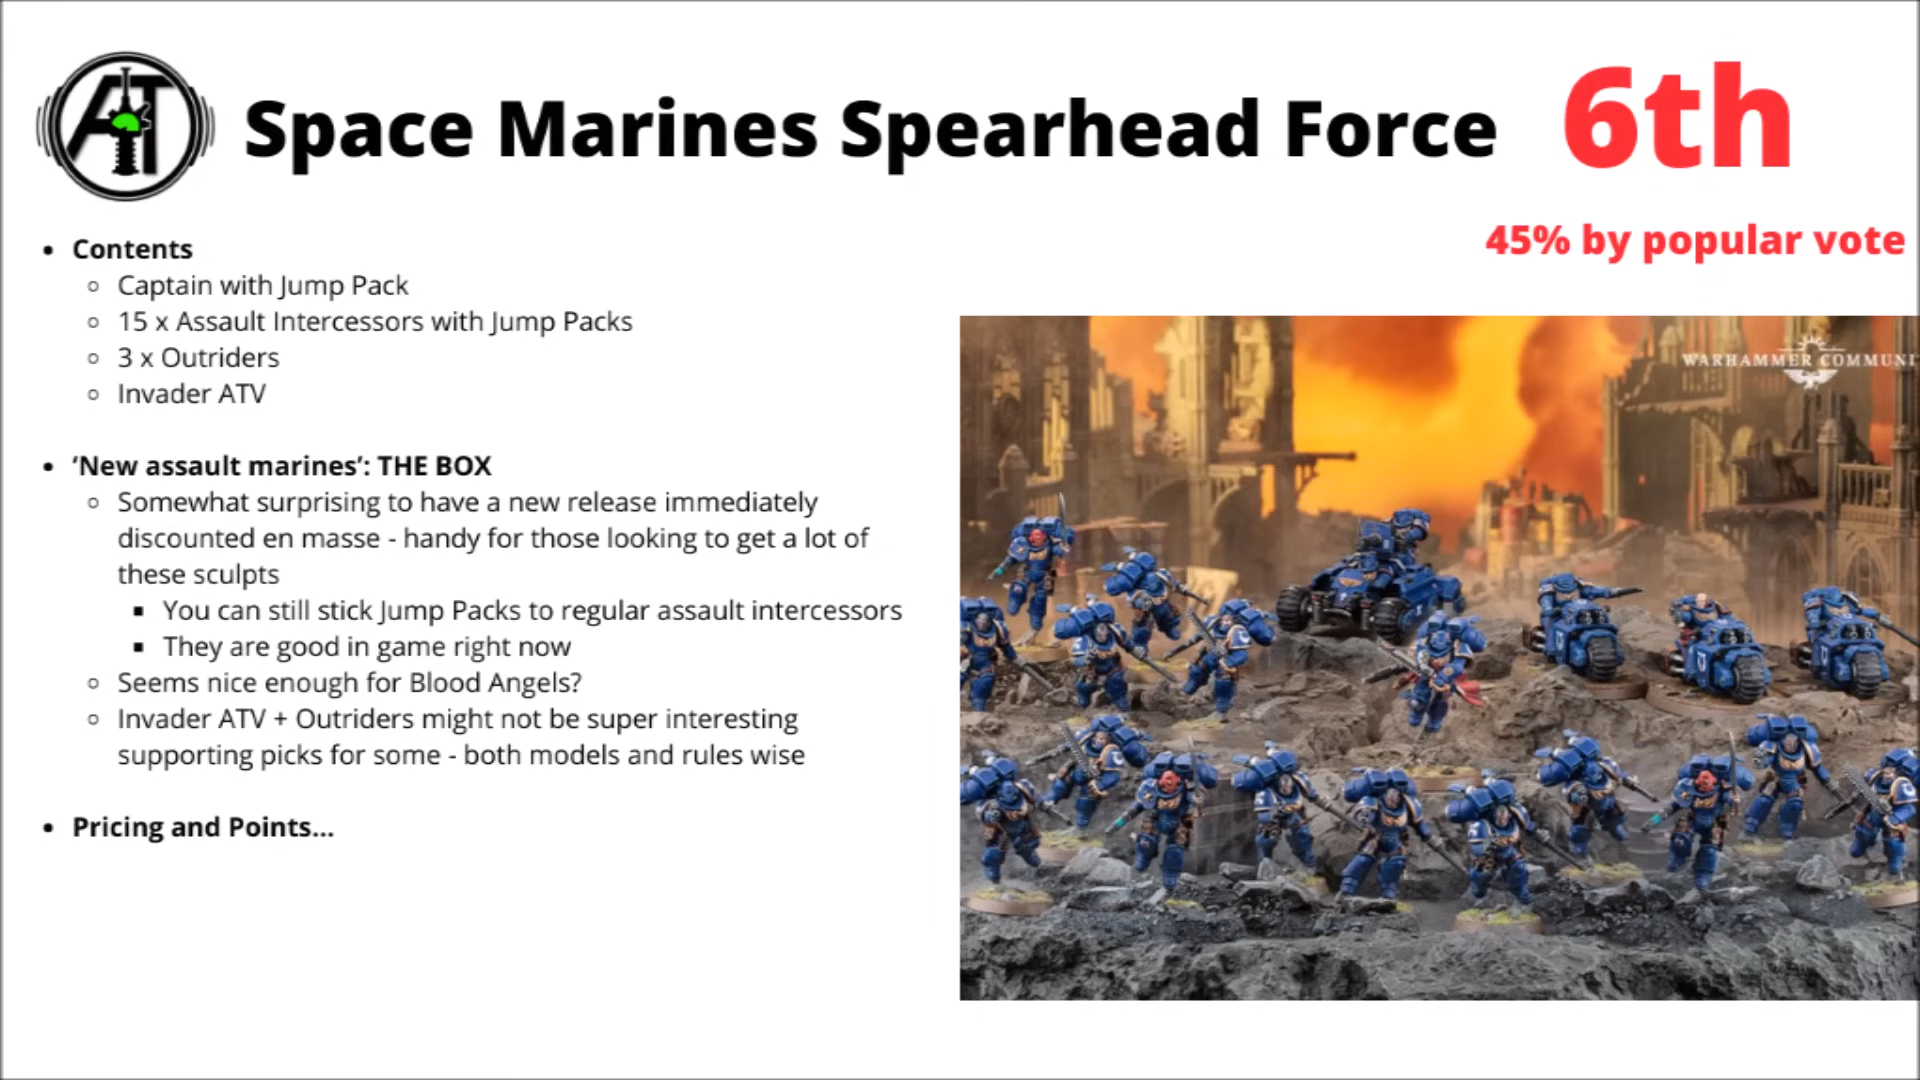 AT
Space Marines Spearhead Force
6th
45% by popular vote
• Contents
Captain with Jump Pack
15 x Assault Intercessors with Jump Packs
3 x Outriders
Invader ATV
• ‘New assault marines’: THE BOX
Somewhat surprising to have a new release immediately
discounted en masse - handy for those looking to get a lot of
these sculpts
You can still stick Jump Packs to regular assault intercessors
They are good in game right now
Seems nice enough for Blood Angels?
Invader ATV + Outriders might not be super interesting
supporting picks for some - both models and rules wise
• Pricing and Points...
WARHAMMER COMMUNI